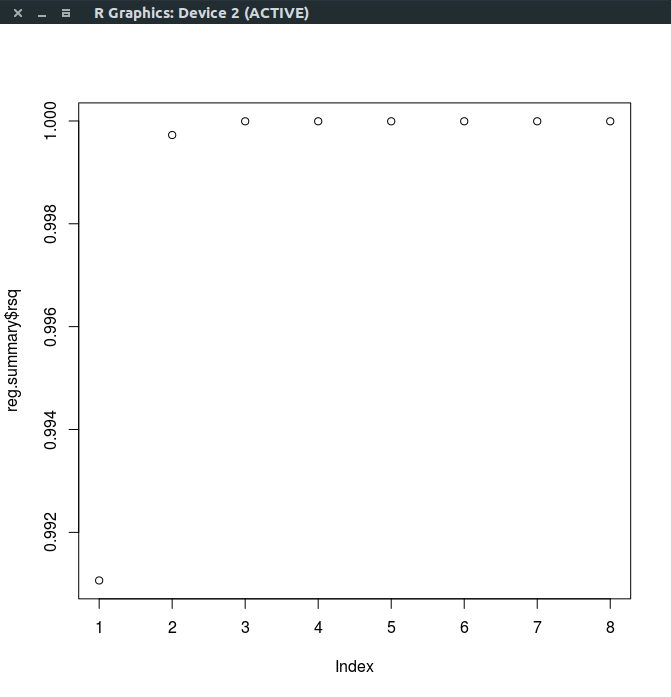 R Graphics: Device 2 (ACTIVE)
1.000
0.998
0.996
0.994
0.992
reg.summary$rsq
1 2 3 4 5 6 7 8
Index